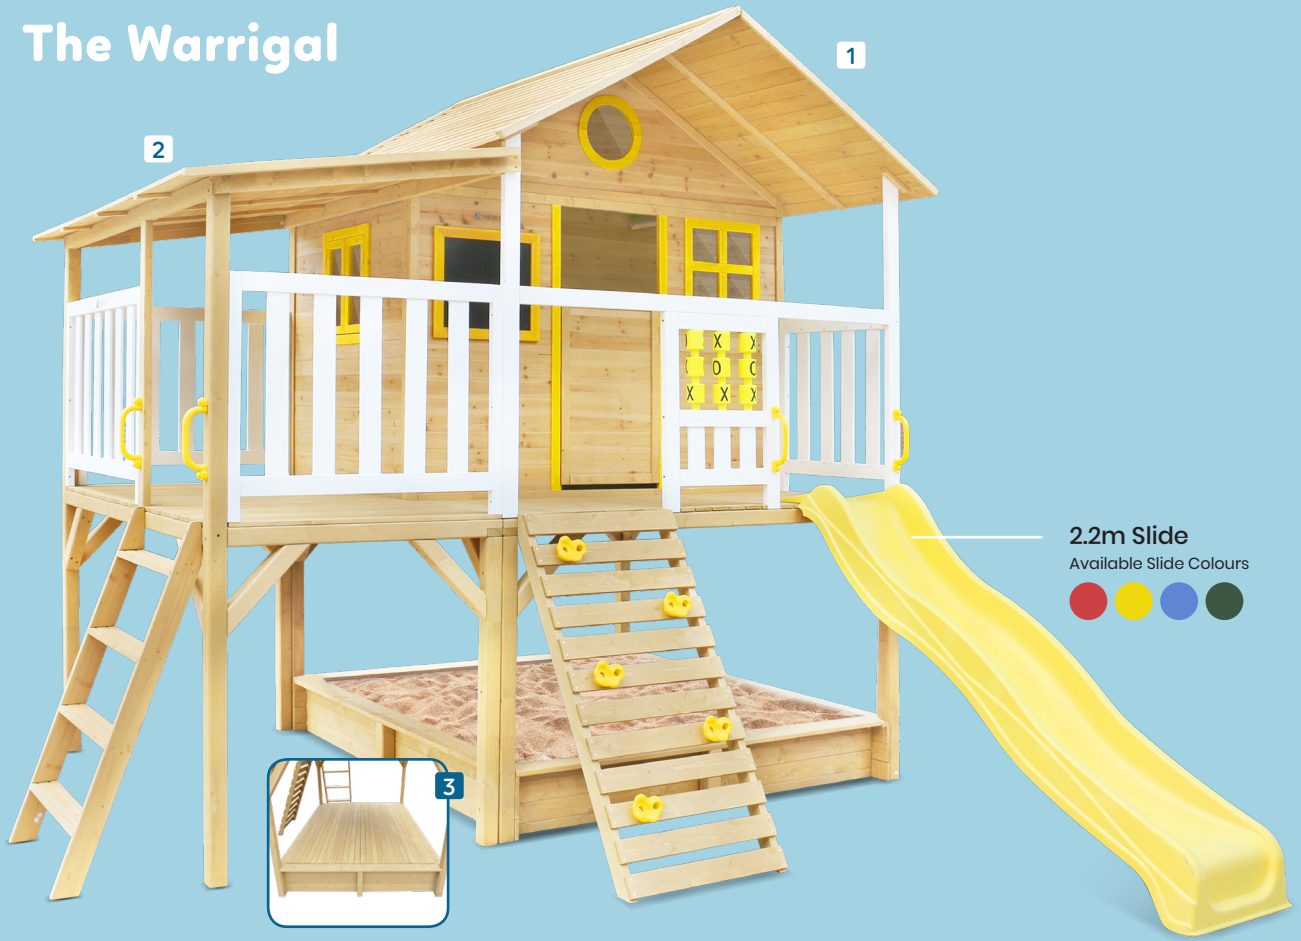 The Warrigal
1
2
X X
O
X X
3
2.2m Slide
Available Slide Colours